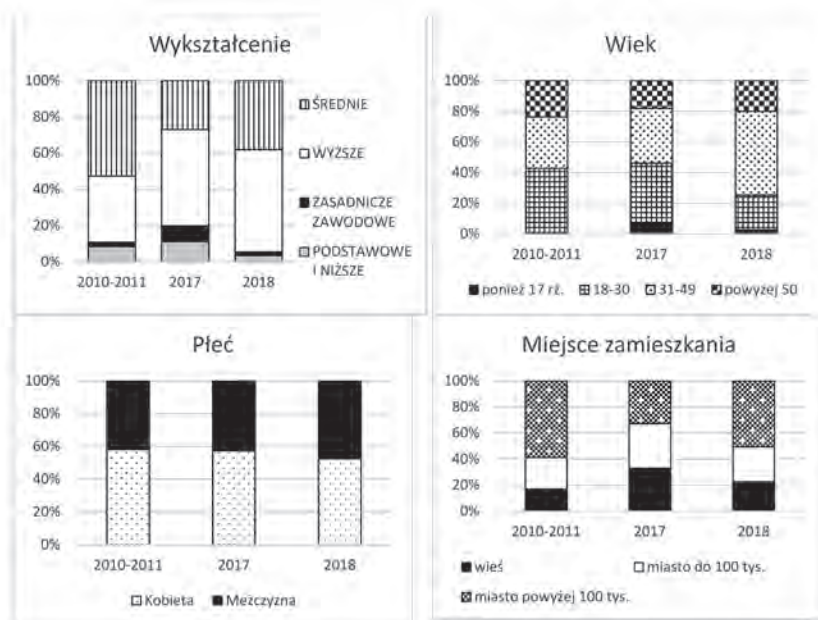 Wykształcenie
100%
80%
60%
40%
20%
0%
2010-2011 2017 2018
ŚREDNIE
WYŻSZE
ZASADNICZE
ZAWODOWE
PODSTAWOWE
I NIŻSZE
Wiek
100%
80%
60%
40%
20%
0%
2010-2011 2017 2018
ponież 17 rż. 18-30 31-49 powyżej 50
Płeć
100%
80%
60%
40%
20%
0%
2010-2011 2017 2018
Kobieta Mężczyzna
Miejsce zamieszkania
100%
80%
60%
40%
20%
0%
2010-2011 2017 2018
wieś miasto do 100 tys.
miasto powyżej 100 tys.